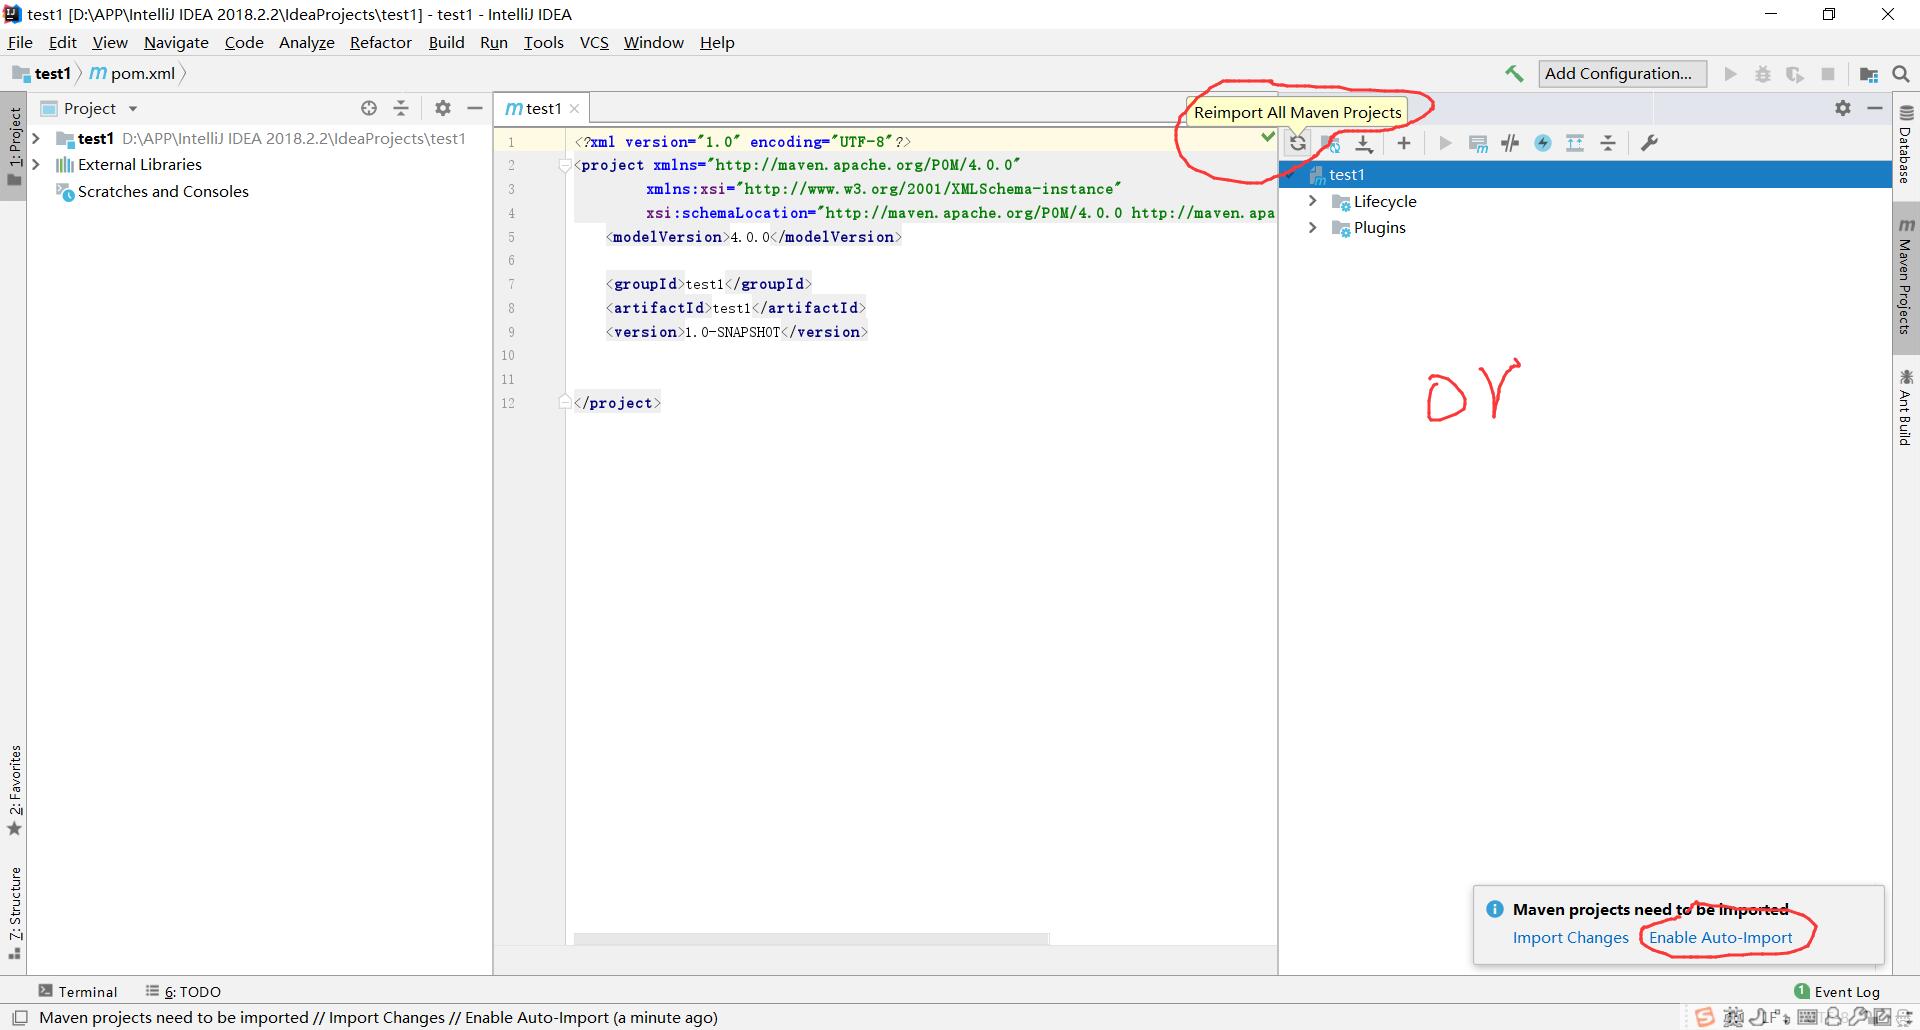 test1 [D:\APP\IntelliJ IDEA 2018.2.2\IdeaProjects\test1] - test1 - IntelliJ IDEA
File Edit View Navigate Code Analyze Refactor Build Run Tools VCS Window Help
test1 m pom.xml
Add Configuration...
1: Project
Project
test1 D:\APP\IntelliJ IDEA 2018.2.2\IdeaProjects\test1
External Libraries
Scratches and Consoles
m test1
1 <?xml version="1.0" encoding="UTF-8"?>
2 <project xmlns="http://maven.apache.org/POM/4.0.0"
3 xmlns:xsi="http://www.w3.org/2001/XMLSchema-instance"
4 xsi:schemaLocation="http://maven.apache.org/POM/4.0.0 http://maven.apa
5 <modelVersion>4.0.0</modelVersion>
6
7 <groupId>test1</groupId>
8 <artifactId>test1</artifactId>
9 <version>1.0-SNAPSHOT</version>
10
11
12 </project>
Reimport All Maven Projects
test1
Lifecycle
Plugins
or
Database
m Maven Projects
Ant Build
2: Favorites
7: Structure
Maven projects need to be imported
Import Changes Enable Auto-Import
Terminal 6: TODO
1 Event Log
Maven projects need to be imported // Import Changes // Enable Auto-Import (a minute ago)